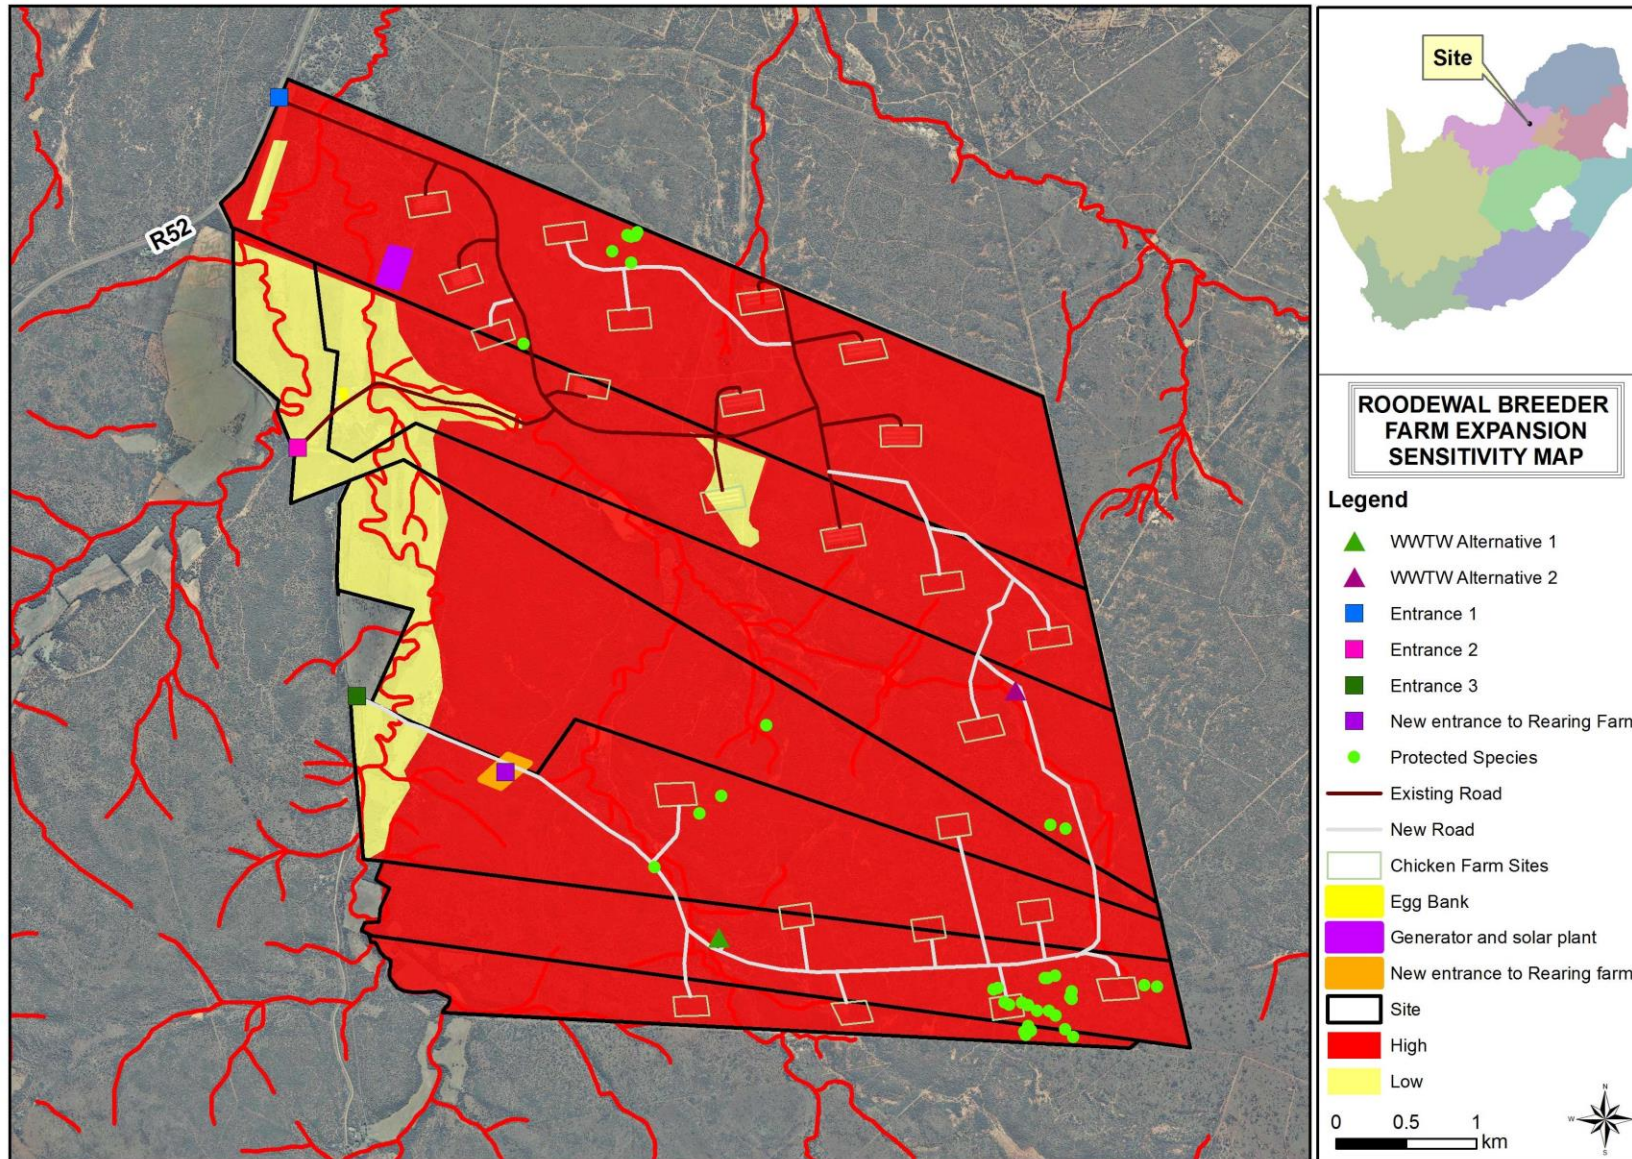 R52
Site
ROODEWAL BREEDER
FARM EXPANSION
SENSITIVITY MAP
Legend
WWTW Alternative 1
WWTW Alternative 2
Entrance 1
Entrance 2
Entrance 3
New entrance to Rearing Farm
Protected Species
Existing Road
New Road
Chicken Farm Sites
Egg Bank
Generator and solar plant
New entrance to Rearing farm
Site
High
Low
0 0.5 1
km
N
W
S